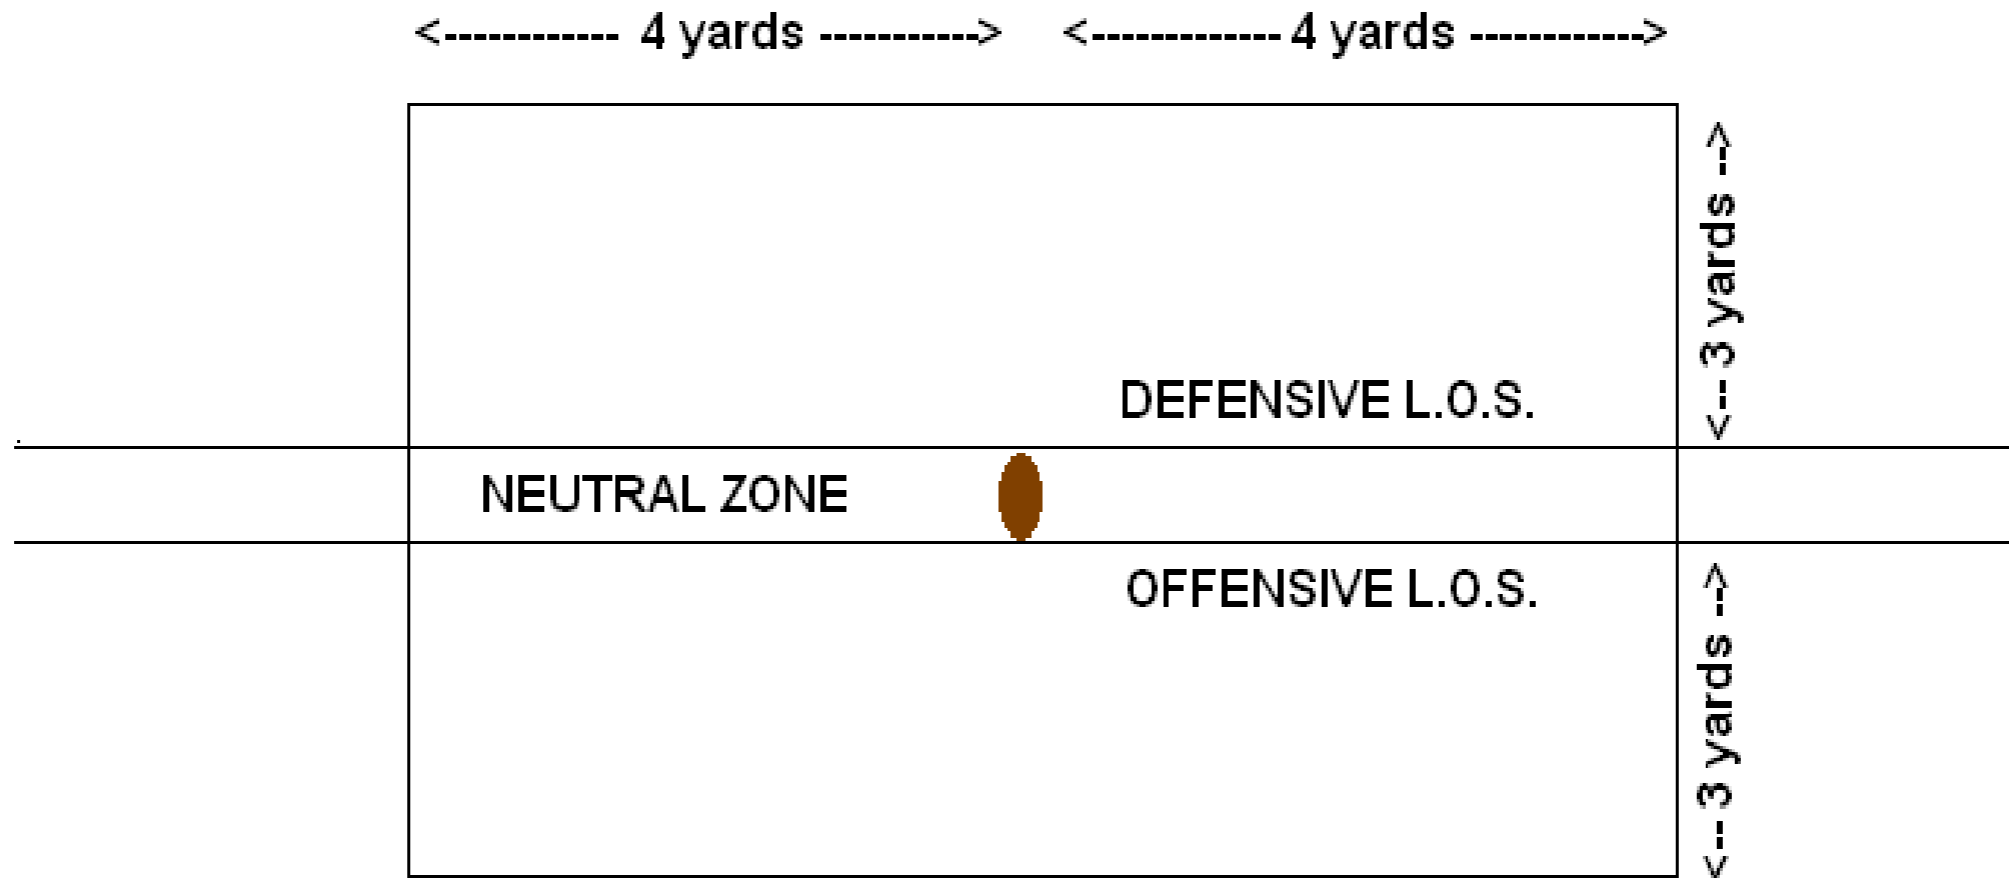 <------------ 4 yards -----------> <------------- 4 yards ------------>
<-- 3 yards -->
DEFENSIVE L.O.S.
NEUTRAL ZONE
OFFENSIVE L.O.S.
<-- 3 yards -->